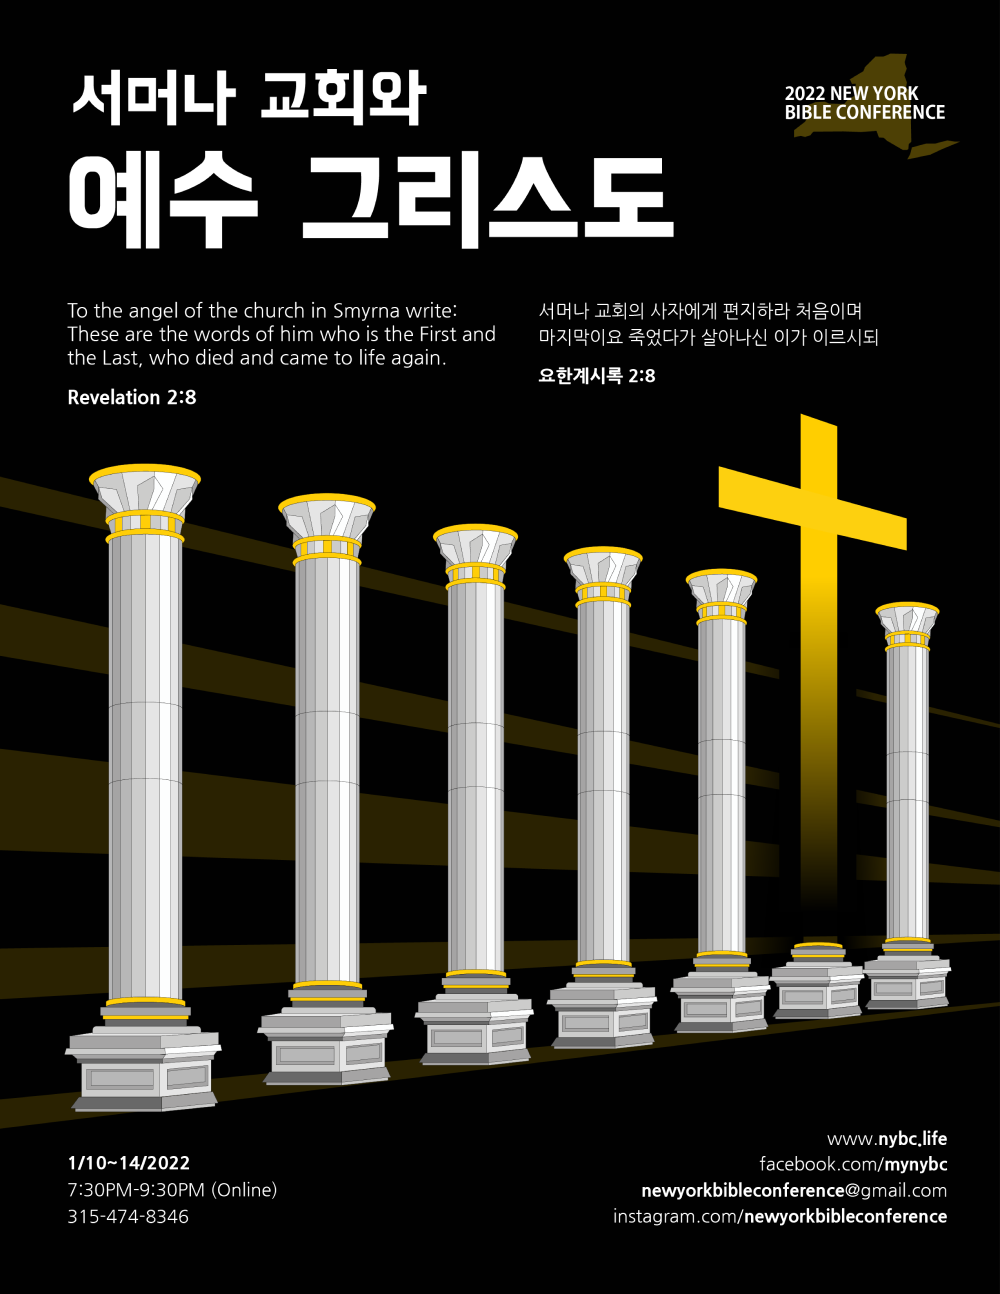 서머나 교회와
예수 그리스도
2022 NEW YORK
BIBLE CONFERENCE
To the angel of the church in Smyrna write:
These are the words of him who is the First and
the Last, who died and came to life again.
Revelation 2:8
서머나 교회의 사자에게 편지하라 처음이며
마지막이요 죽었다가 살아나신 이가 이르시되
요한계시록 2:8
1/10~14/2022
7:30PM-9:30PM (Online)
315-474-8346
www.nybc.life
facebook.com/mynybc
newyorkbibleconference@gmail.com
instagram.com/newyorkbibleconference